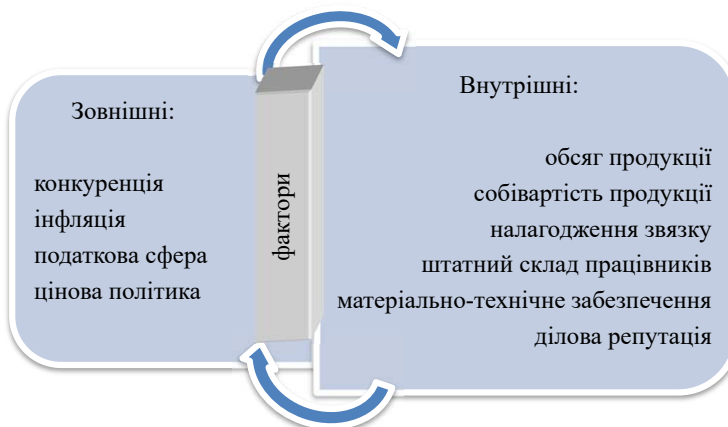 Зовнішні:
конкуренція
інфляція
податкова сфера
цінова політика
фактори
Внутрішні:
обсяг продукції
собівартість продукції
налагодження звязку
штатний склад працівників
матеріально-технічне забезпечення
ділова репутація